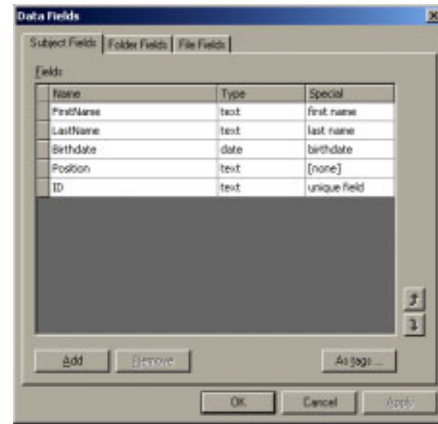 Data Fields
Subject Fields Folder Fields File Fields
Fields
Name Type Special
FirstName text first name
LastName text last name
Birthdate date birthdate
Position text [none]
ID text unique field
Add Remove As tags ...
OK Cancel Apply